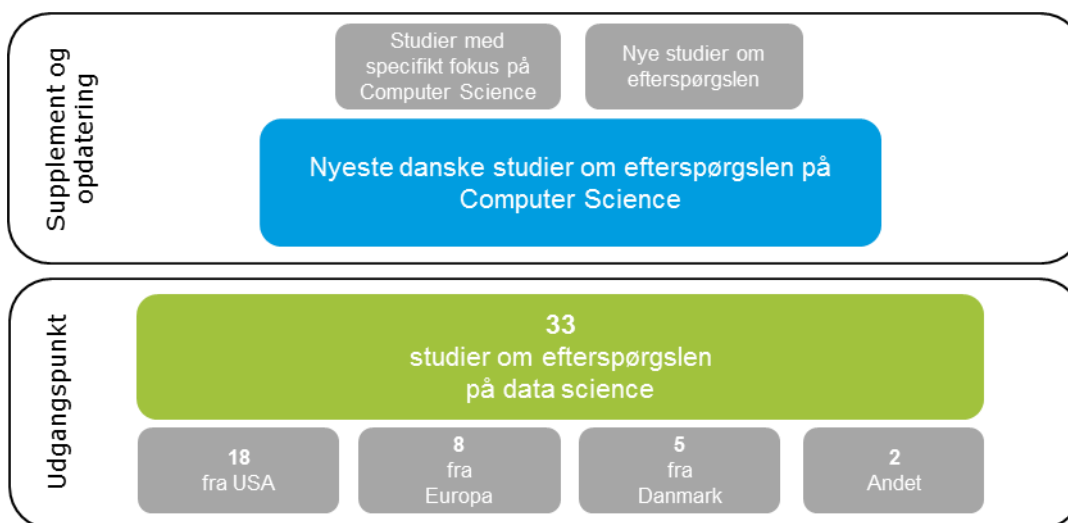 Supplement og
opdatering
Studier med
specifikt fokus på
Computer Science
Nye studier om
efterspørgslen
Nyeste danske studier om efterspørgslen på
Computer Science
Udgangspunkt
33
studier om efterspørgslen
på data science
18
fra USA
8
fra
Europa
5
fra
Danmark
2
Andet